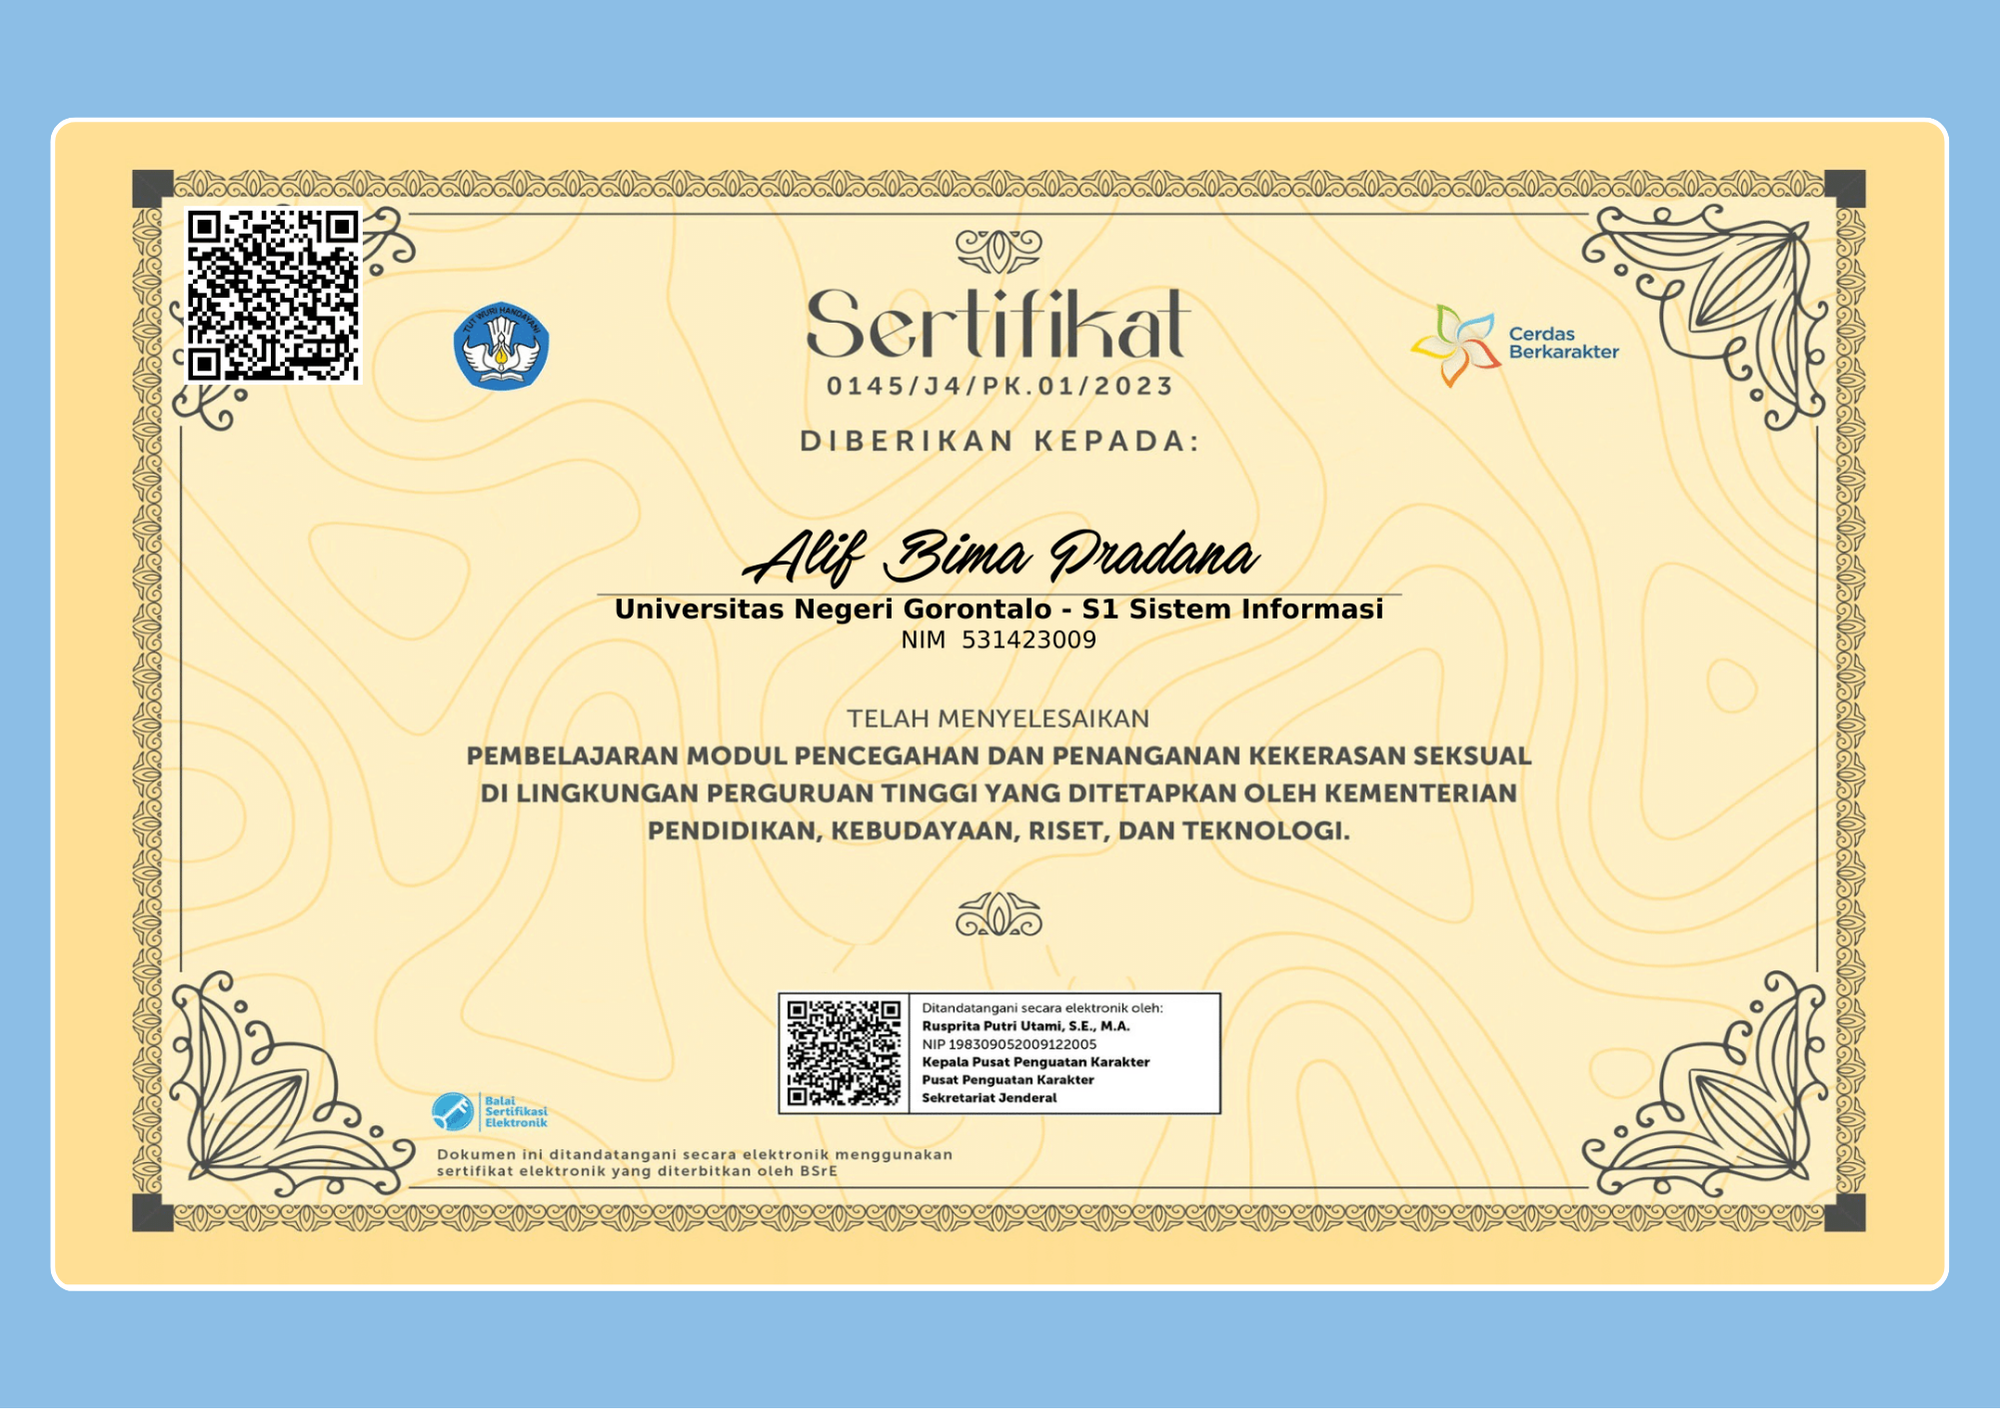 TUT WURI HANDAYANI
Sertifikat
0145/J4/PK.01/2023
Cerdas
Berkarakter
DIBERIKAN KEPADA:
Alif Bima Pradana
Universitas Negeri Gorontalo - S1 Sistem Informasi
NIM 531423009
TELAH MENYELESAIKAN
PEMBELAJARAN MODUL PENCEGAHAN DAN PENANGANAN KEKERASAN SEKSUAL
DI LINGKUNGAN PERGURUAN TINGGI YANG DITETAPKAN OLEH KEMENTERIAN
PENDIDIKAN, KEBUDAYAAN, RISET, DAN TEKNOLOGI.
Ditandatangani secara elektronik oleh:
Rusprita Putri Utami, S.E., M.A.
NIP 198309052009122005
Kepala Pusat Penguatan Karakter
Pusat Penguatan Karakter
Sekretariat Jenderal
Balai
Sertifikasi
Elektronik
Dokumen ini ditandatangani secara elektronik menggunakan
sertifikat elektronik yang diterbitkan oleh BSrE